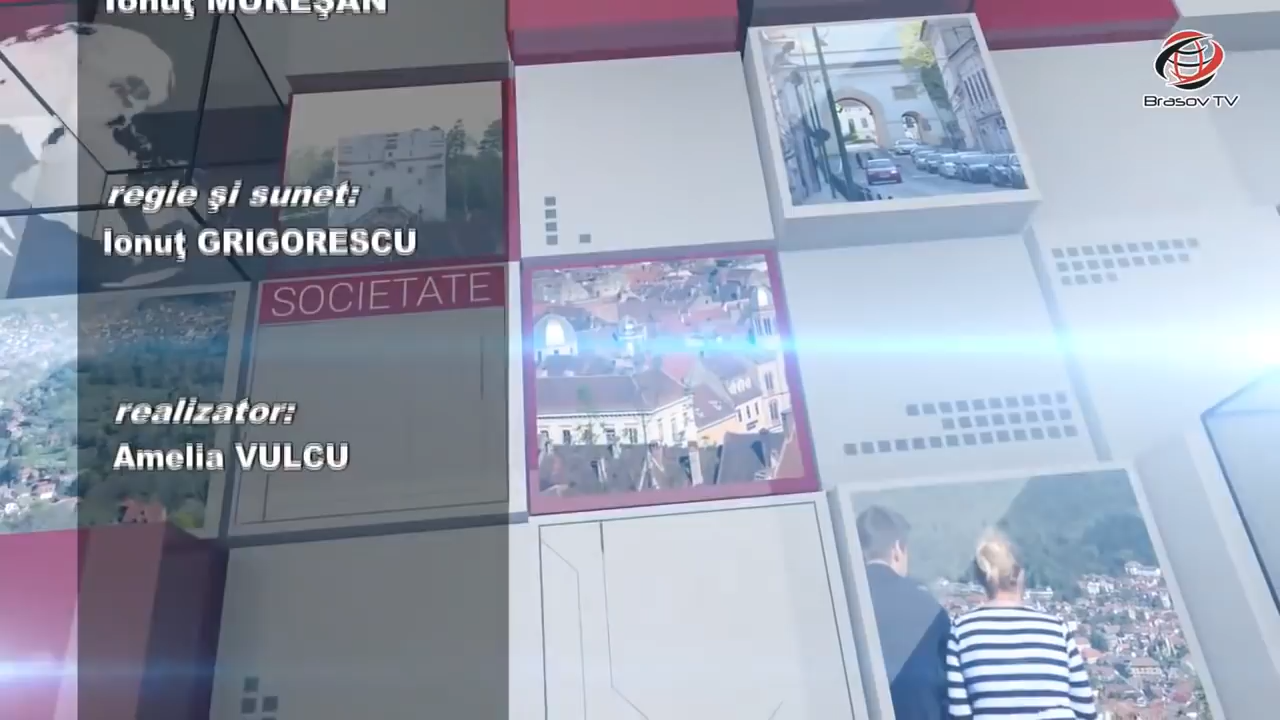 Ionuţ MUREŞAN
regie şi sunet:
Ionuţ GRIGORESCU
SOCIETATE
realizator:
Amelia VULCU
Brasov TV